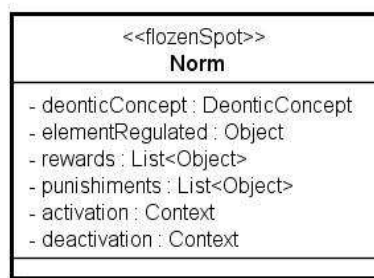 <<flozenSpot>>
Norm
- deonticConcept : DeonticConcept
- elementRegulated : Object
- rewards : List<Object>
- punishiments : List<Object>
- activation : Context
- deactivation : Context